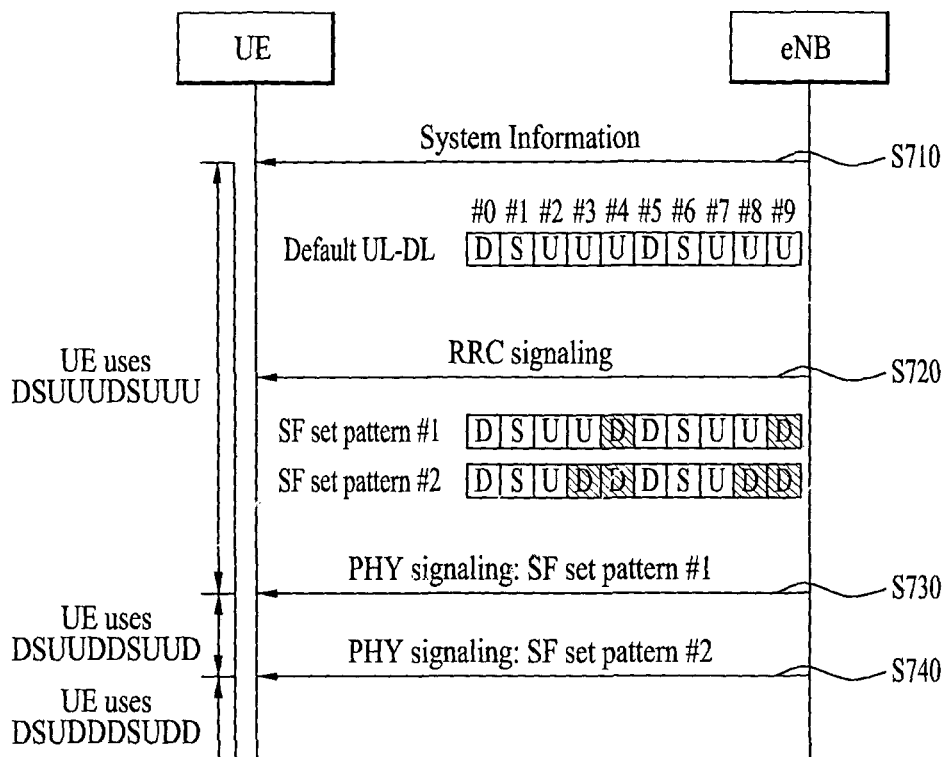 UE
eNB
System Information
S710
#0 #1 #2 #3 #4 #5 #6 #7 #8 #9
Default UL-DL D S U U U D S U U U
UE uses
DSUUUDSUUU
RRC signaling
S720
SF set pattern #1 D S U U D D S U U D
SF set pattern #2 D S U D D D S U D D
PHY signaling: SF set pattern #1
S730
UE uses
DSUUDDSUUD
PHY signaling: SF set pattern #2
S740
UE uses
DSUDDDSUDD